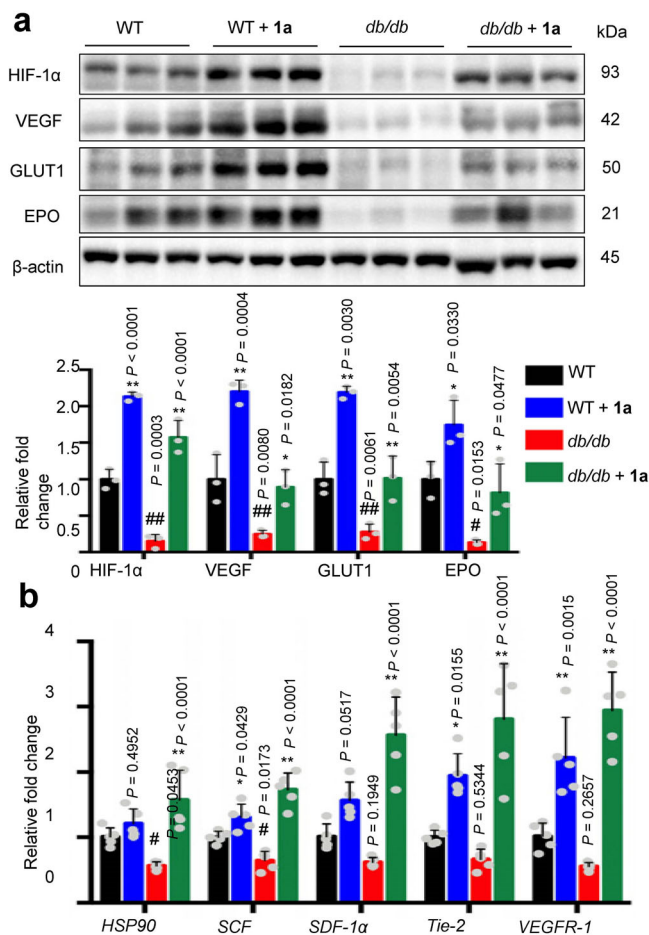 a
WT WT + 1a db/db db/db + 1a kDa
HIF-1α 93
VEGF 42
GLUT1 50
EPO 21
β-actin 45
Relative fold
change
2.5
2.0
1.5
1.0
0.5
0
** P < 0.0001
## P = 0.0003
** P < 0.0001
** P = 0.0004
## P = 0.0080
* P = 0.0182
** P = 0.0030
## P = 0.0061
** P = 0.0054
* P = 0.0330
# P = 0.0153
* P = 0.0477
HIF-1α VEGF GLUT1 EPO
WT
WT + 1a
db/db
db/db + 1a
b
Relative fold change
4
3
2
1
0
P = 0.4952
# P = 0.0453
** P < 0.0001
* P = 0.0429
# P = 0.0173
** P < 0.0001
P = 0.0517
P = 0.1949
** P < 0.0001
* P = 0.0155
P = 0.5344
** P < 0.0001
** P = 0.0015
P = 0.2657
** P < 0.0001
HSP90 SCF SDF-1α Tie-2 VEGFR-1